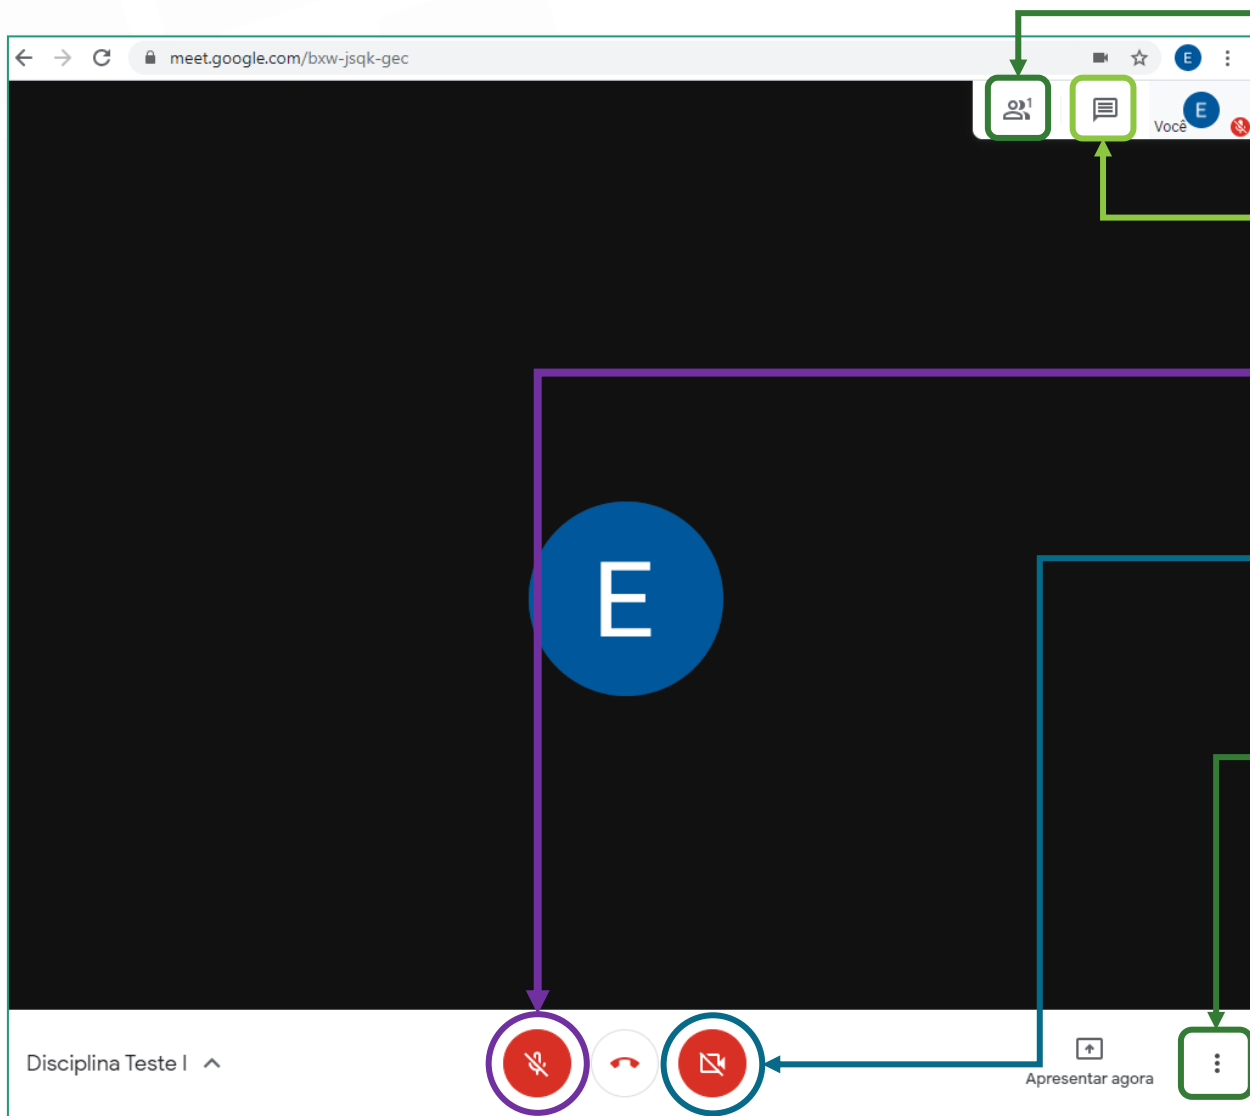 meet.google.com/bxw-jsqk-gec
E
1
Você
E
E
Disciplina Teste I
Apresentar agora